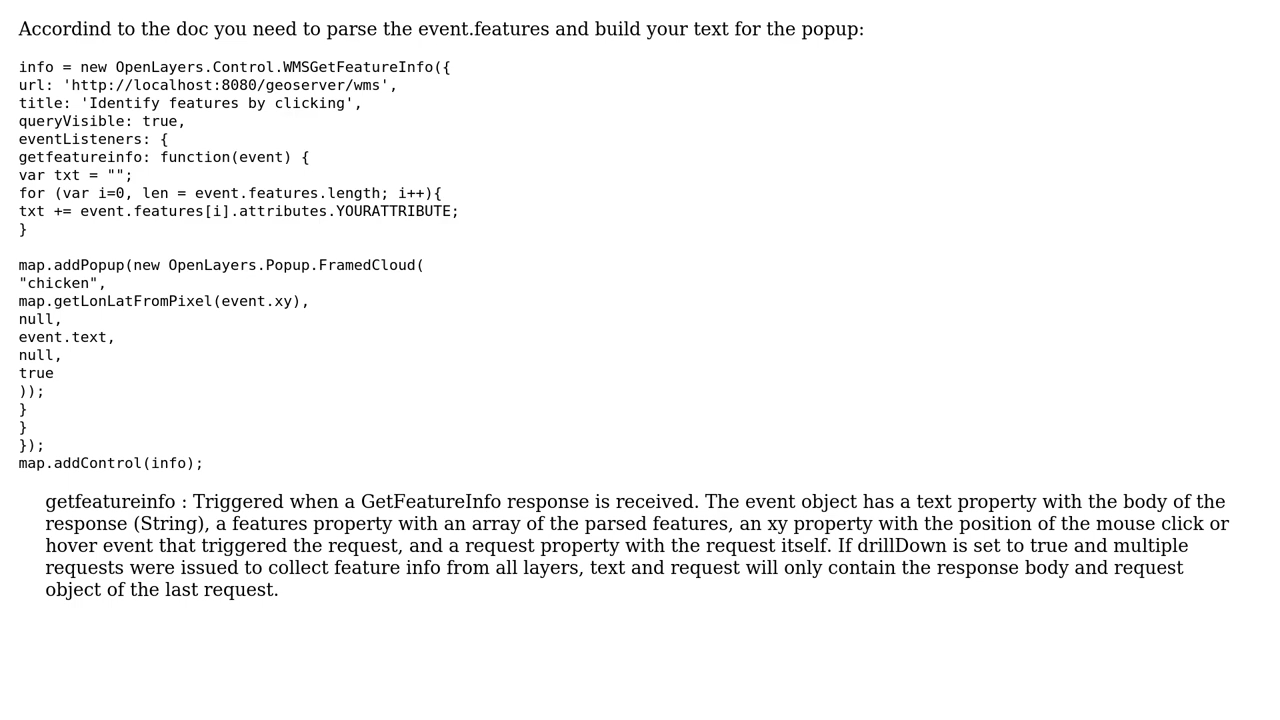 Accordind to the doc you need to parse the event.features and build your text for the popup:
info = new OpenLayers.Control.WMSGetFeatureInfo({
url: 'http://localhost:8080/geoserver/wms',
title: 'Identify features by clicking',
queryVisible: true,
eventListeners: {
getfeatureinfo: function(event) {
var txt = "";
for (var i=0, len = event.features.length; i++){
txt += event.features[i].attributes.YOURATTRIBUTE;
}
map.addPopup(new OpenLayers.Popup.FramedCloud(
"chicken",
map.getLonLatFromPixel(event.xy),
null,
event.text,
null,
true
));
}
}
});
map.addControl(info);
getfeatureinfo : Triggered when a GetFeatureInfo response is received. The event object has a text property with the body of the
response (String), a features property with an array of the parsed features, an xy property with the position of the mouse click or
hover event that triggered the request, and a request property with the request itself. If drillDown is set to true and multiple
requests were issued to collect feature info from all layers, text and request will only contain the response body and request
object of the last request.